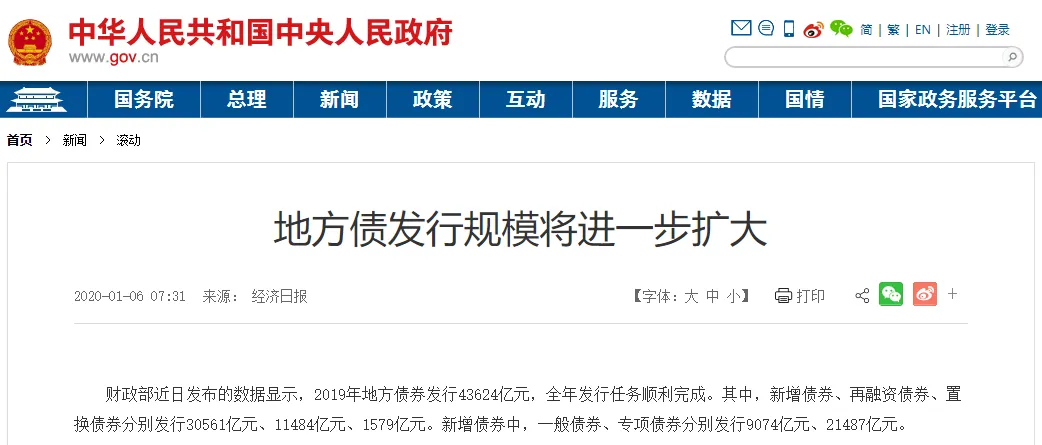 中华人民共和国中央人民政府
www.gov.cn
简 | 繁 | EN | 注册 | 登录
国务院 总理 新闻 政策 互动 服务 数据 国情 国家政务服务平台
首页 > 新闻 > 滚动
地方债发行规模将进一步扩大
2020-01-06 07:31 来源： 经济日报 【字体：大 中 小】 打印
财政部近日发布的数据显示，2019年地方债券发行43624亿元，全年发行任务顺利完成。其中，新增债券、再融资债券、置
换债券分别发行30561亿元、11484亿元、1579亿元。新增债券中，一般债券、专项债券分别发行9074亿元、21487亿元。